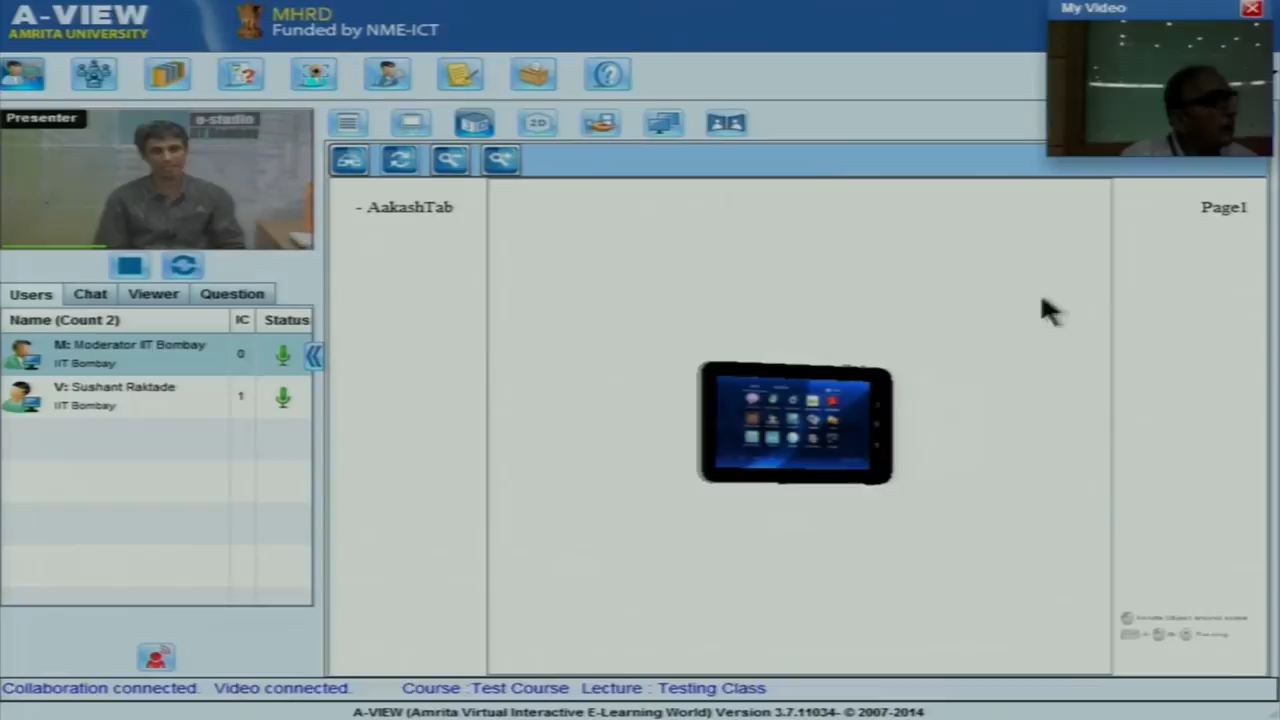 A-VIEW
AMRITA UNIVERSITY
MHRD
Funded by NME-ICT
My Video
Presenter
e-studio
IIT Bombay
3D
2D
- AakashTab
Page1
Users
Chat
Viewer
Question
Name (Count 2)
IC
Status
M: Moderator IIT Bombay
IIT Bombay
0
V: Sushant Raktade
IIT Bombay
1
Collaboration connected.
Video connected.
Course :Test Course
Lecture : Testing Class
A-VIEW (Amrita Virtual Interactive E-Learning World) Version 3.7.11034- © 2007-2014